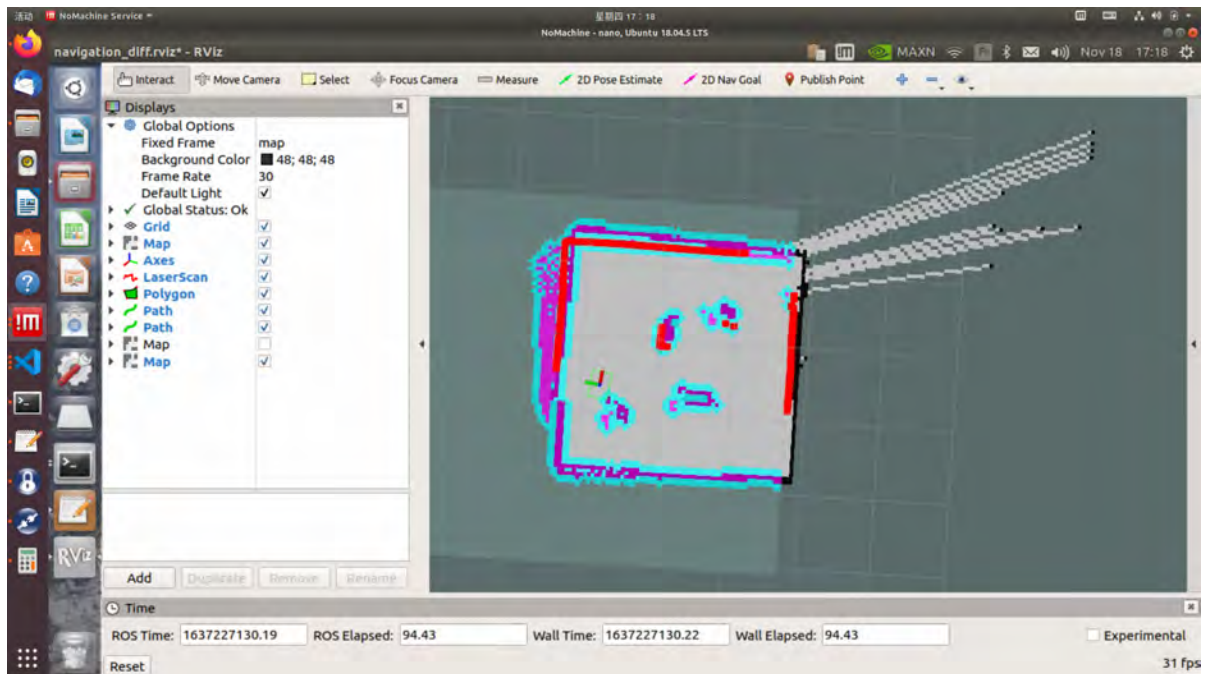 活动 NoMachine Service 星期四 17:18
NoMachine - nano, Ubuntu 18.04.5 LTS
navigation_diff.rviz* - RViz MAXN Nov 18 17:18
Interact Move Camera Select Focus Camera Measure 2D Pose Estimate 2D Nav Goal Publish Point
Displays
Global Options
Fixed Frame map
Background Color 48; 48; 48
Frame Rate 30
Default Light
Global Status: Ok
Grid
Map
Axes
LaserScan
Polygon
Path
Path
Map
Map
Add Duplicate Remove Rename
Time
ROS Time: 1637227130.19 ROS Elapsed: 94.43 Wall Time: 1637227130.22 Wall Elapsed: 94.43 Experimental
Reset 31 fps
RViz